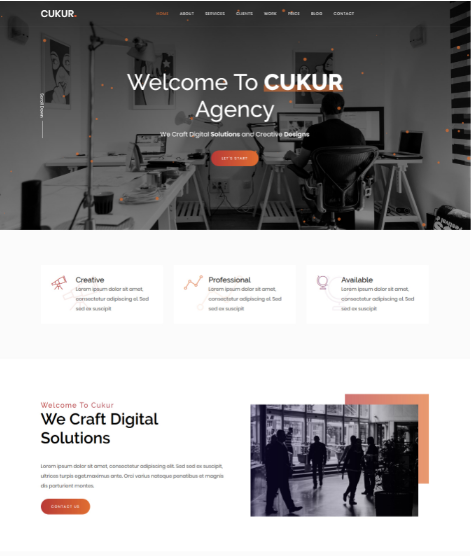 CUKUR.
HOME ABOUT SERVICES CLIENTS WORK PRICE BLOG CONTACT
Scroll Down
Welcome To CUKUR
Agency
We Craft Digital Solutions and Creative Designs
LET'S START
Creative
Lorem ipsum dolor sit amet,
consectetur adipiscing el. Sed
sed ex suscipit
Professional
Lorem ipsum dolor sit amet,
consectetur adipiscing el. Sed
sed ex suscipit
Available
Lorem ipsum dolor sit amet,
consectetur adipiscing el. Sed
sed ex suscipit
Welcome To Cukur
We Craft Digital
Solutions
Lorem ipsum dolor sit amet, consectetur adipiscing elit. Sed sed ex suscipit,
ultrices turpis eget,maximus ante, Orci varius natoque penatibus et magnis
dis parturient montes.
CONTACT US